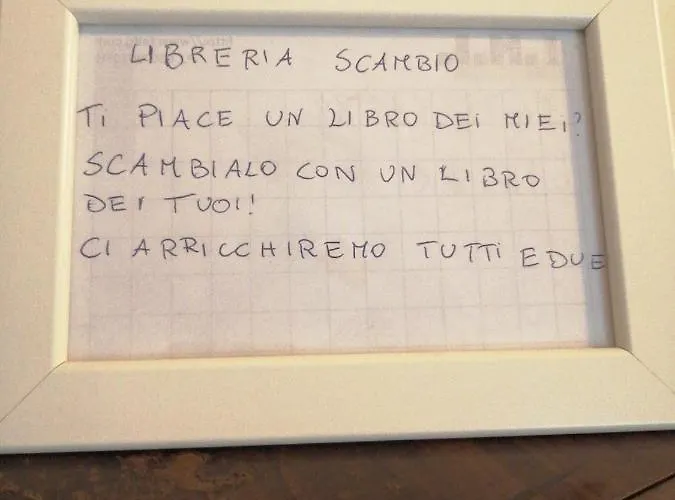 LIBRERIA SCAMBIO
TI PIACE UN LIBRO DEI MIEI?
SCAMBIALO CON UN LIBRO
DEI TUOI!
CI ARRICCHIREMO TUTTI E DUE